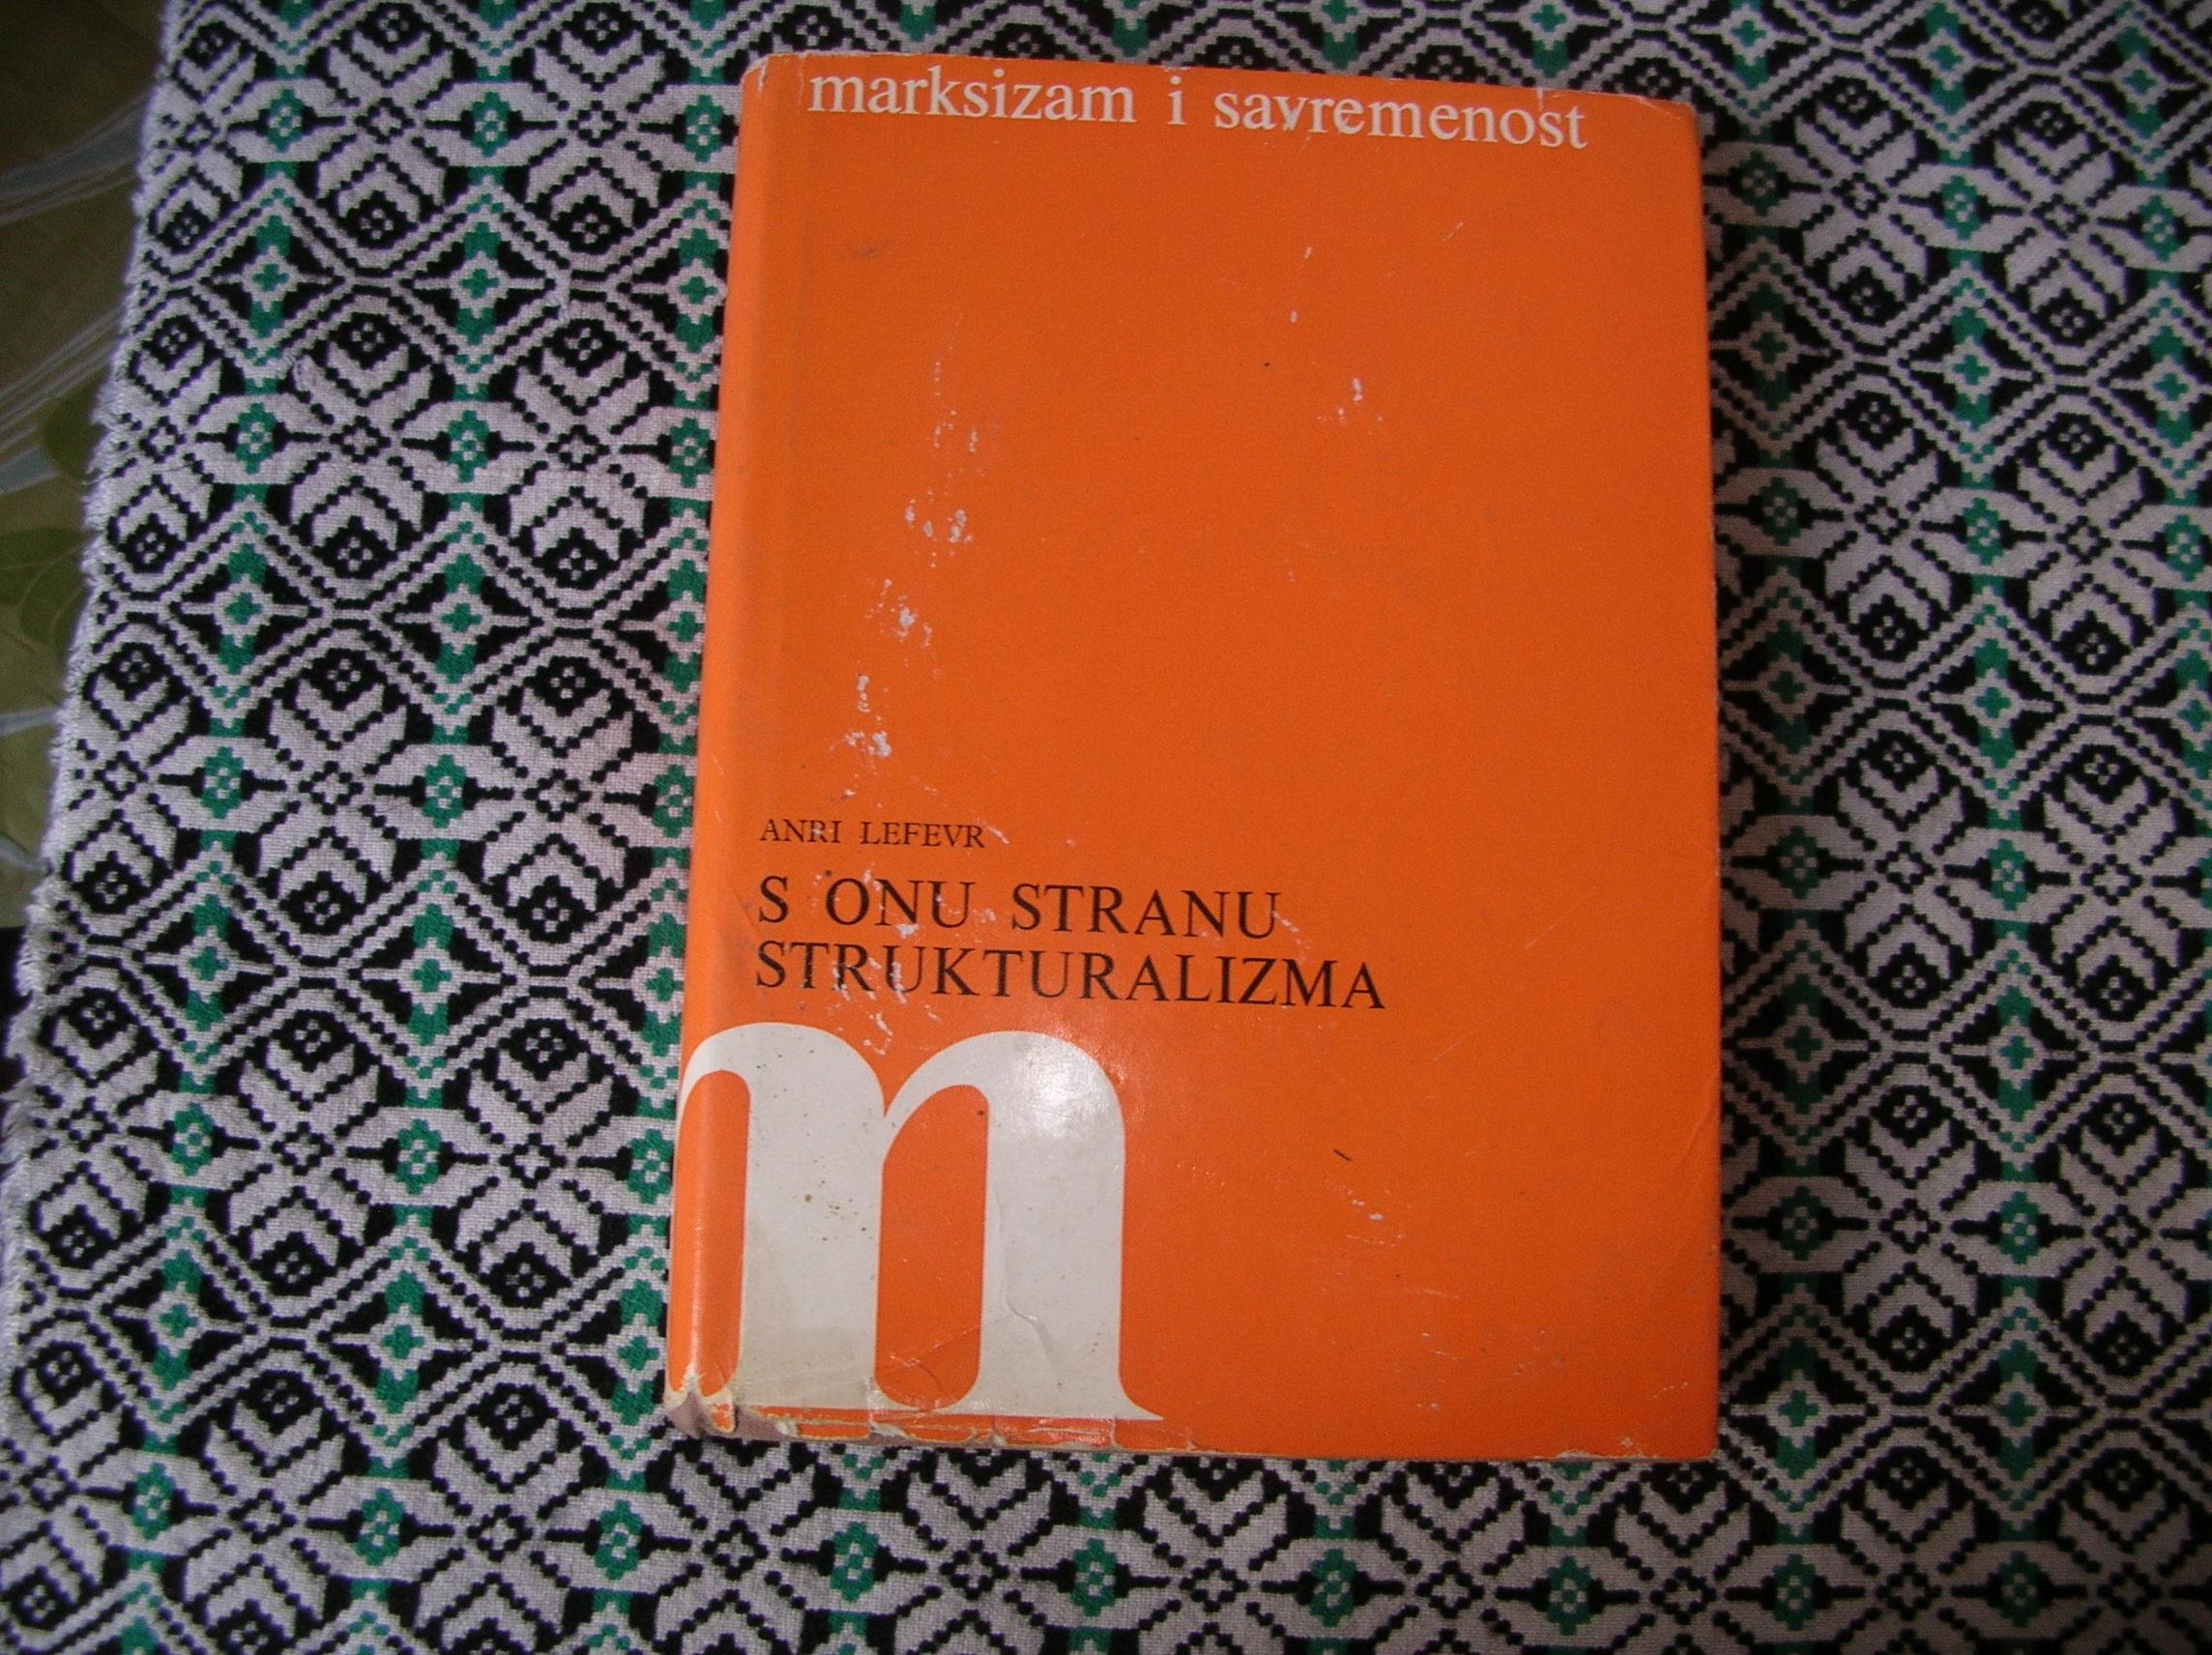 marksizam i savremenost
ANRI LEFEVR
S ONU STRANU
STRUKTURALIZMA
m